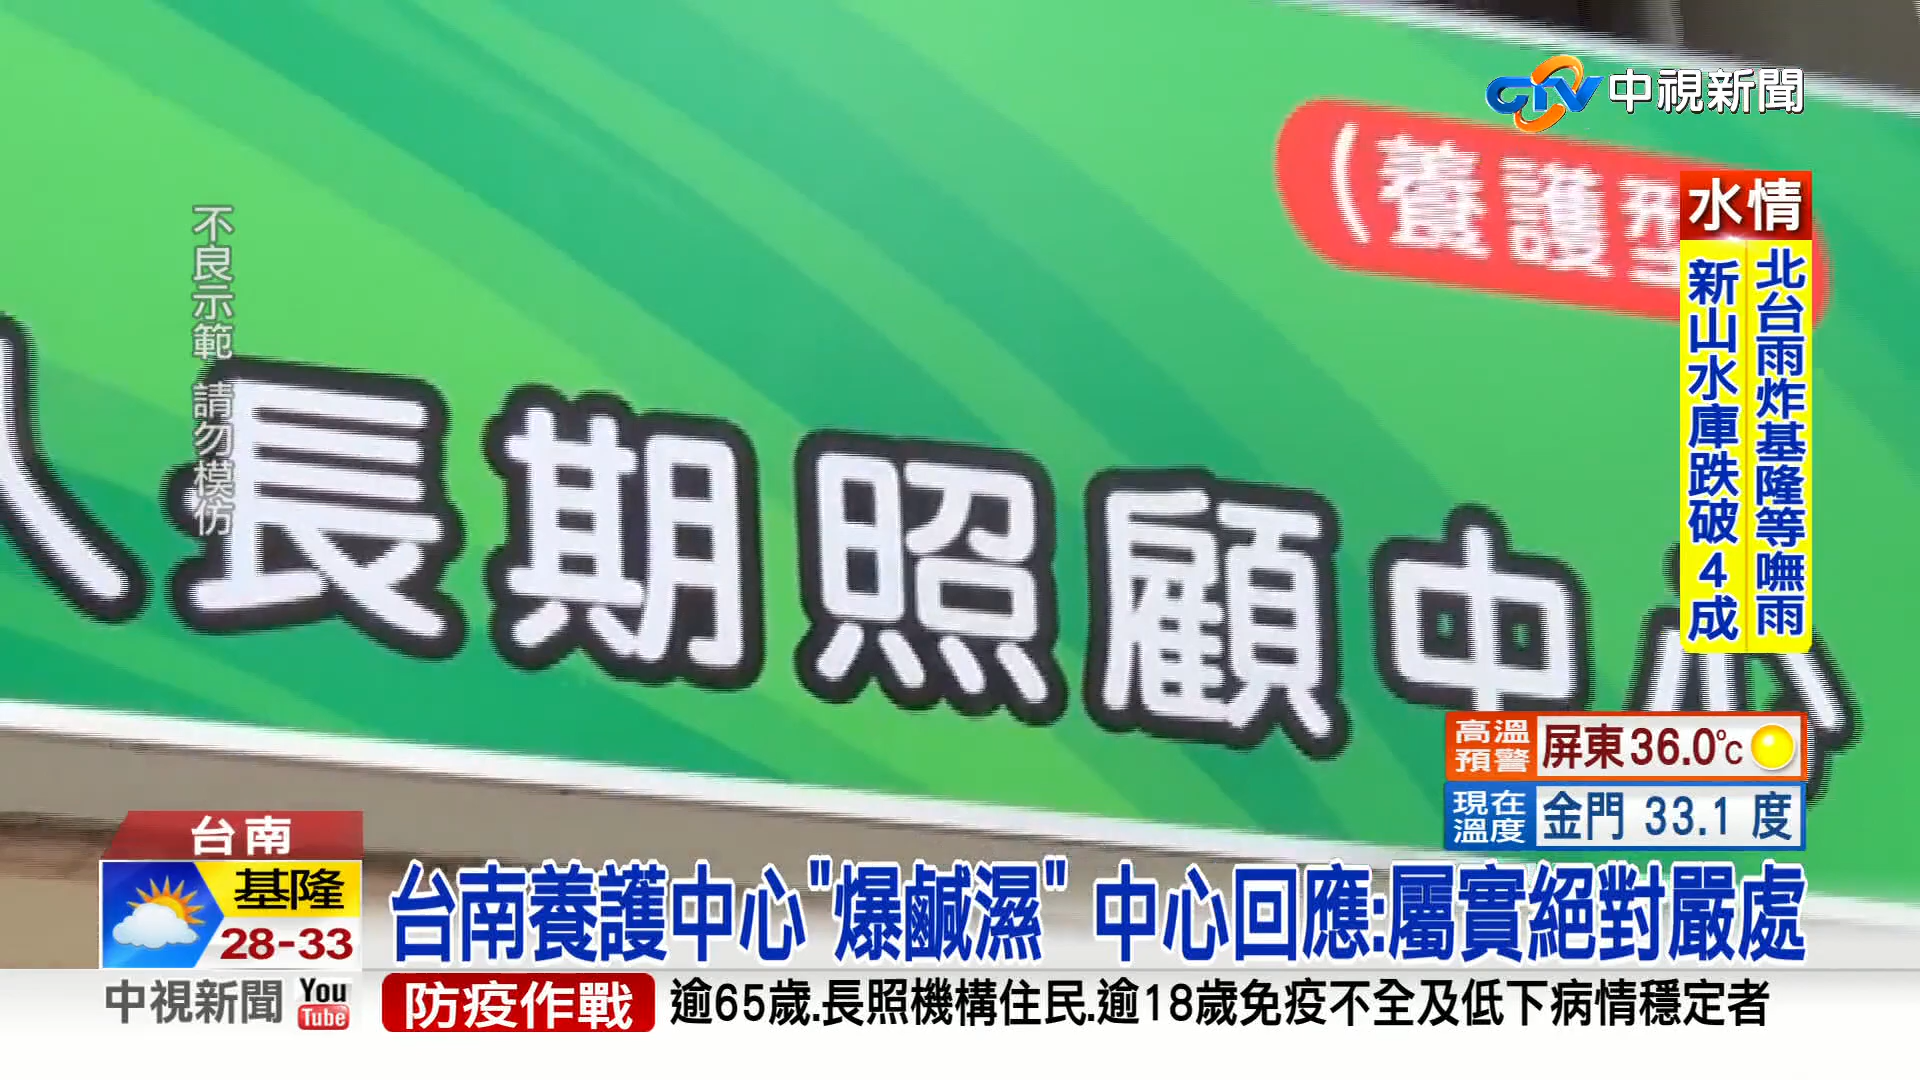 CTV中視新聞
(養護型
水情
北台雨炸基隆等嘸雨
新山水庫跌破4成
不良示範 請勿模仿
人長期照顧中心
高溫預警
屏東36.0℃
現在溫度
金門 33.1 度
台南
基隆
28-33
台南養護中心"爆鹹濕" 中心回應:屬實絕對嚴處
中視新聞 YouTube
防疫作戰
逾65歲.長照機構住民.逾18歲免疫不全及低下病情穩定者